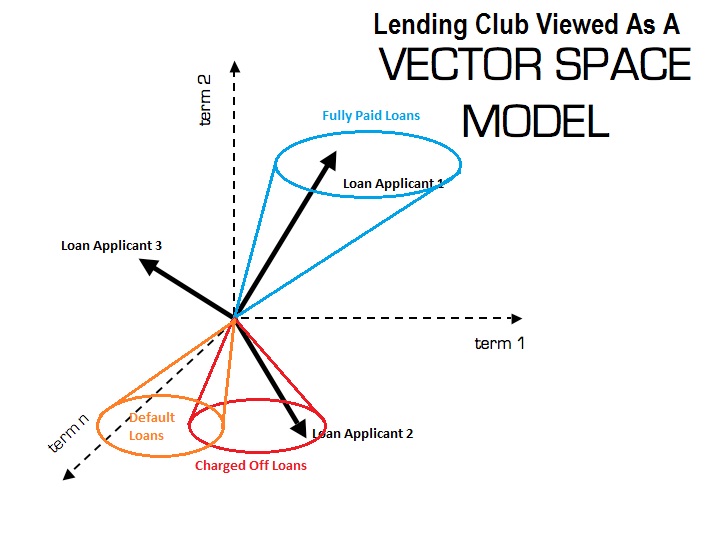 Lending Club Viewed As A
VECTOR SPACE
MODEL
term 2
Fully Paid Loans
Loan Applicant 1
Loan Applicant 3
term 1
term n
Default
Loans
Loan Applicant 2
Charged Off Loans